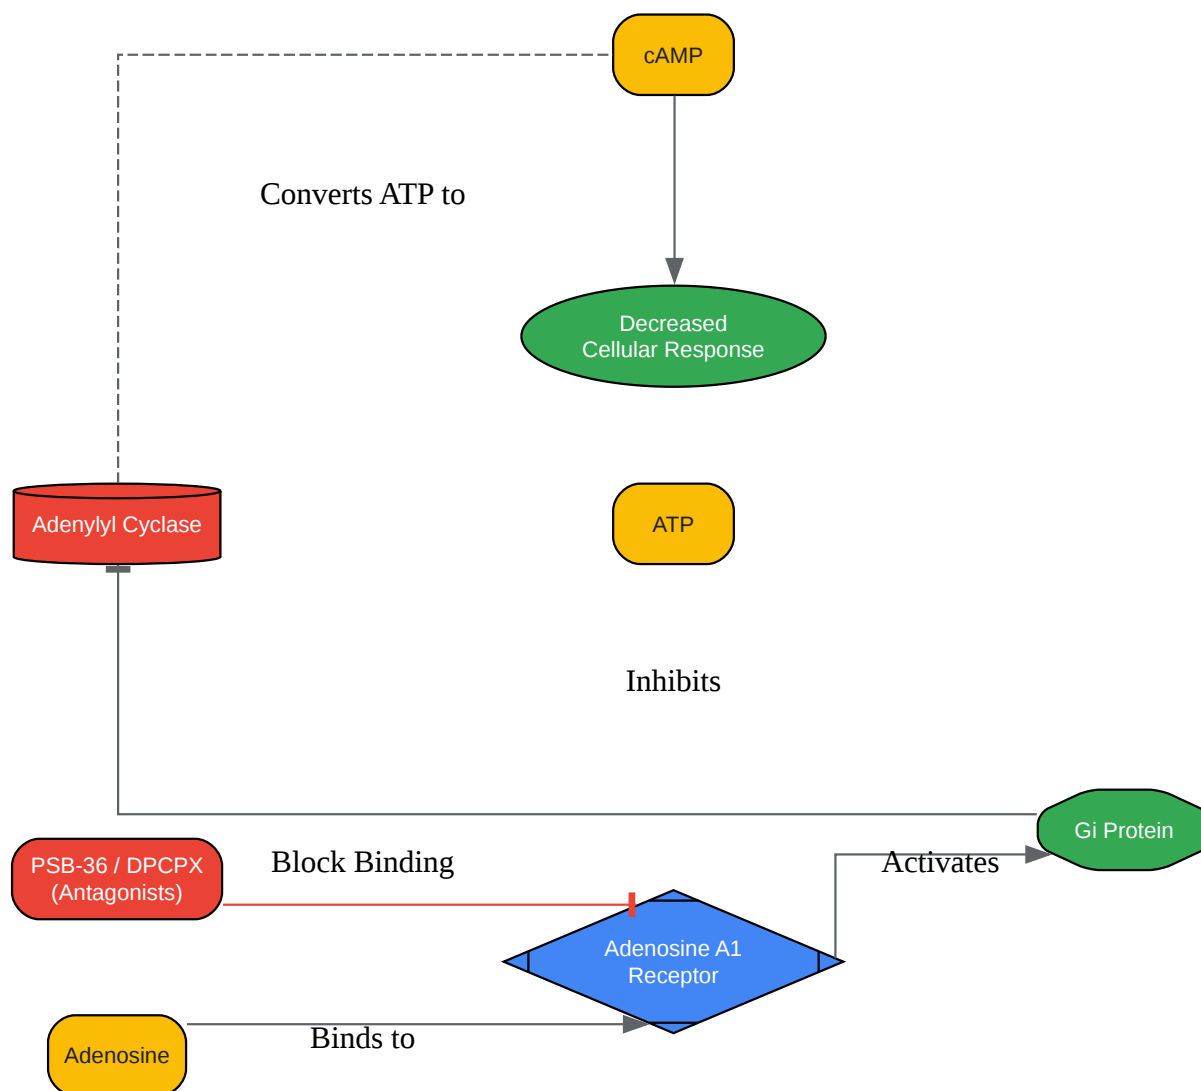 cAMP
Converts ATP to
Decreased
Cellular Response
Adenylyl Cyclase
ATP
Inhibits
Gi Protein
PSB-36 / DPCPX
(Antagonists)
Block Binding
Activates
Adenosine A1
Receptor
Binds to
Adenosine